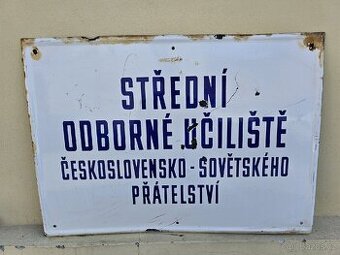 STŘEDNÍ
ODBORNÉ UČILIŠTĚ
ČESKOSLOVENSKO - SOVĚTSKÉHO
PŘÁTELSTVÍ